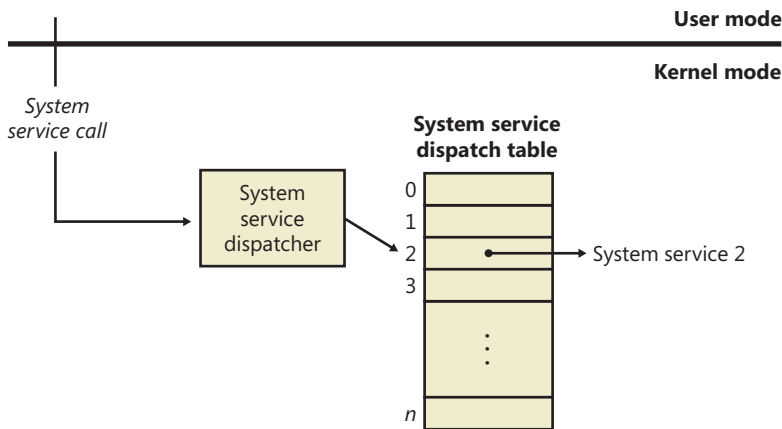 User mode
Kernel mode
System
service call
System service
dispatch table
System
service
dispatcher
0
1
2
3
n
System service 2